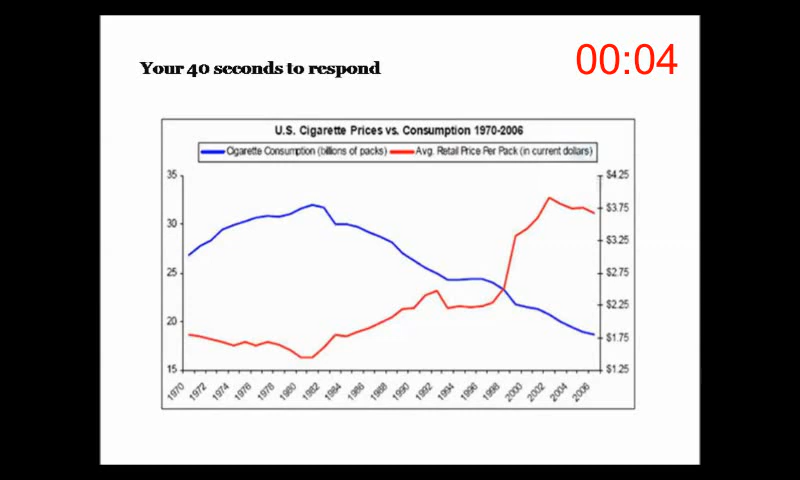 Your 40 seconds to respond
00:04
U.S. Cigarette Prices vs. Consumption 1970-2006
Cigarette Consumption (billions of packs) Avg. Retail Price Per Pack (in current dollars)
35 $4.25
30 $3.75
$3.25
25 $2.75
$2.25
20 $1.75
15 $1.25
1970 1972 1974 1976 1978 1980 1982 1984 1986 1988 1990 1992 1994 1996 1998 2000 2002 2004 2006